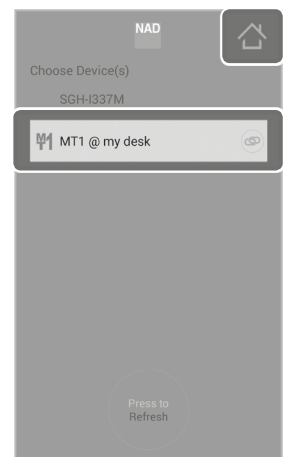 NAD
Choose Device(s)
SGH-I337M
MT1 @ my desk
Press to
Refresh